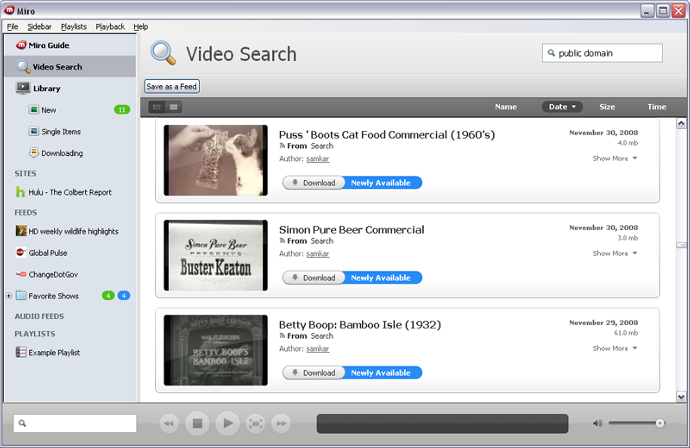 Miro
File Sidebar Playlists Playback Help
Miro Guide
Video Search
Library
New 11
Single Items
Downloading
SITES
Hulu - The Colbert Report
FEEDS
HD weekly wildlife highlights
Global Pulse
ChangeDotGov
Favorite Shows 4 4
AUDIO FEEDS
PLAYLISTS
Example Playlist
Video Search
public domain
Save as a Feed
Name Date Size Time
Puss 'Boots Cat Food Commercial (1960's)
November 30, 2008
From Search
4.0 mb
Author: samkar
Show More
Download Newly Available
Simon Pure Beer
PRESENTS
Buster Keaton
Simon Pure Beer Commercial
November 30, 2008
From Search
3.0 mb
Author: samkar
Show More
Download Newly Available
MAX FLEISCHER
BETTY BOOP'S
BAMBOO ISLE
Betty Boop: Bamboo Isle (1932)
November 29, 2008
From Search
61.0 mb
Author: samkar
Show More
Download Newly Available